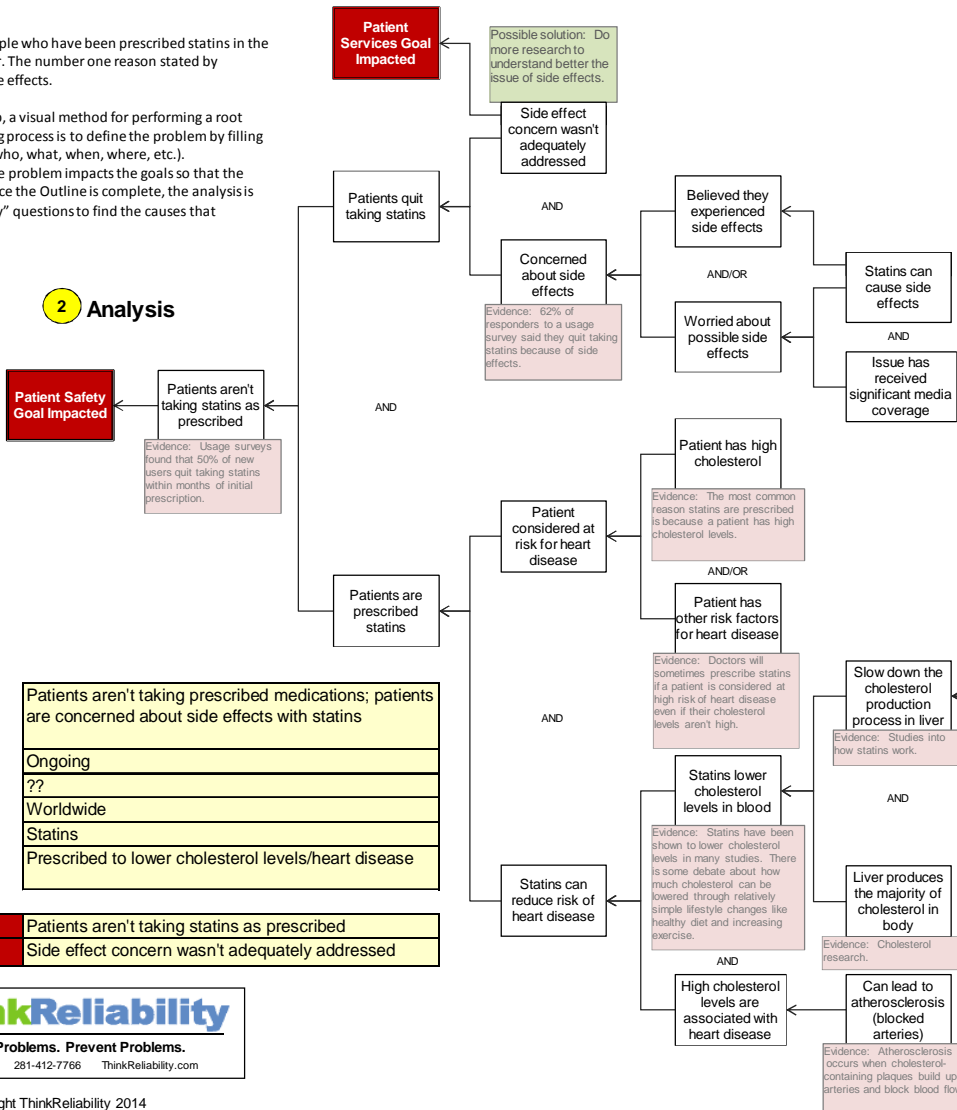 ple who have been prescribed statins in the
r. The number one reason stated by
e effects.
o, a visual method for performing a root
g process is to define the problem by filling
who, what, when, where, etc.).
e problem impacts the goals so that the
ce the Outline is complete, the analysis is
y” questions to find the causes that
Patient
Services Goal
Impacted
Possible solution: Do
more research to
understand better the
issue of side effects.
Side effect
concern wasn't
adequately
addressed
Patients quit
taking statins
AND
Believed they
experienced
side effects
Concerned
about side
effects
Evidence: 62% of
responders to a usage
survey said they quit taking
statins because of side
effects.
AND/OR
Worried about
possible side
effects
Statins can
cause side
effects
AND
Issue has
received
significant media
coverage
2 Analysis
Patient Safety
Goal Impacted
Patients aren't
taking statins as
prescribed
Evidence: Usage surveys
found that 50% of new
users quit taking statins
within months of initial
prescription.
AND
Patient has high
cholesterol
Evidence: The most common
reason statins are prescribed
is because a patient has high
cholesterol levels.
Patient
considered at
risk for heart
disease
AND/OR
Patient has
other risk factors
for heart disease
Evidence: Doctors will
sometimes prescribe statins
if a patient is considered at
high risk of heart disease
even if their cholesterol
levels aren't high.
Patients are
prescribed
statins
AND
Slow down the
cholesterol
production
process in liver
Evidence: Studies into
how statins work.
Statins lower
cholesterol
levels in blood
Evidence: Statins have been
shown to lower cholesterol
levels in many studies. There
is some debate about how
much cholesterol can be
lowered through relatively
simple lifestyle changes like
healthy diet and increasing
exercise.
AND
Liver produces
the majority of
cholesterol in
body
Evidence: Cholesterol
research.
Statins can
reduce risk of
heart disease
AND
High cholesterol
levels are
associated with
heart disease
Can lead to
atherosclerosis
(blocked
arteries)
Evidence: Atherosclerosis
occurs when cholesterol-
containing plaques build up
arteries and block blood flow
Patients aren't taking prescribed medications; patients
are concerned about side effects with statins
Ongoing
??
Worldwide
Statins
Prescribed to lower cholesterol levels/heart disease
Patients aren't taking statins as prescribed
Side effect concern wasn't adequately addressed
nkReliability
Problems. Prevent Problems.
281-412-7766 ThinkReliability.com
ght ThinkReliability 2014